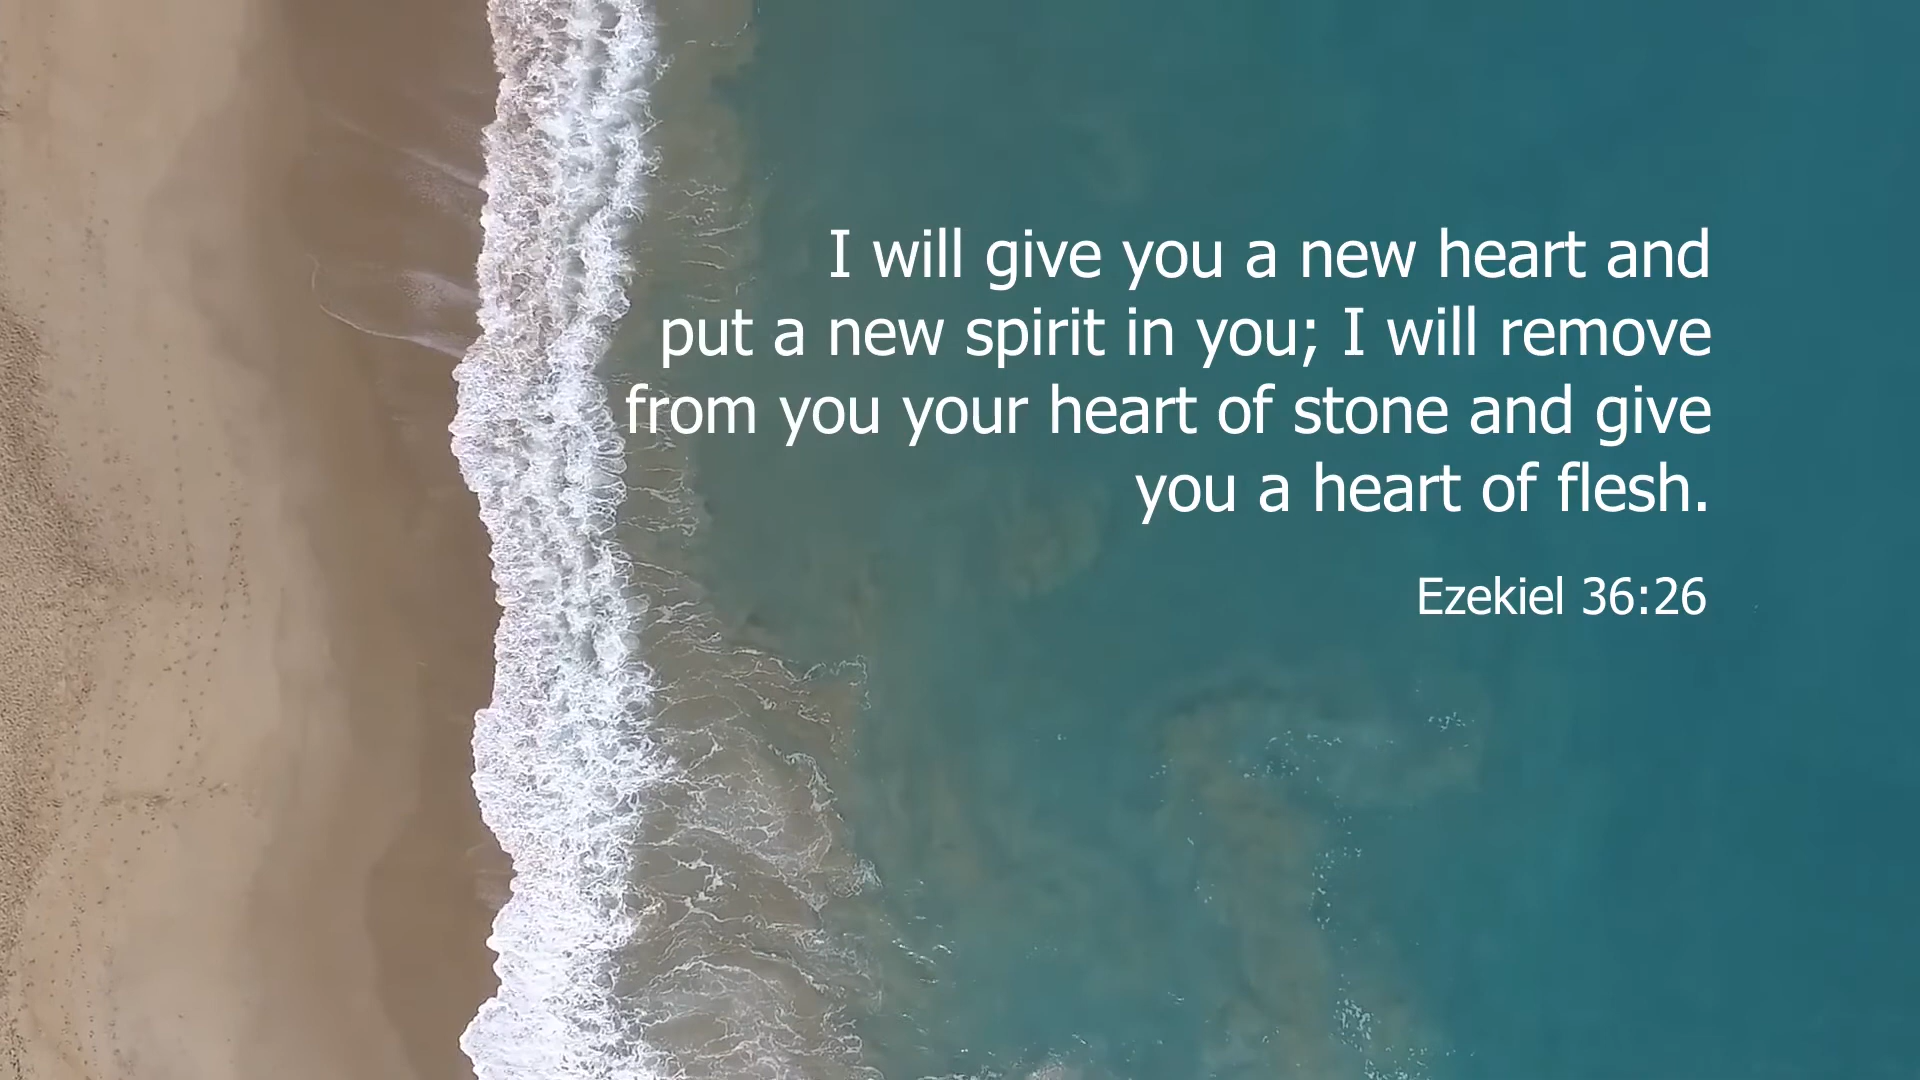 I will give you a new heart and
put a new spirit in you; I will remove
from you your heart of stone and give
you a heart of flesh.
Ezekiel 36:26